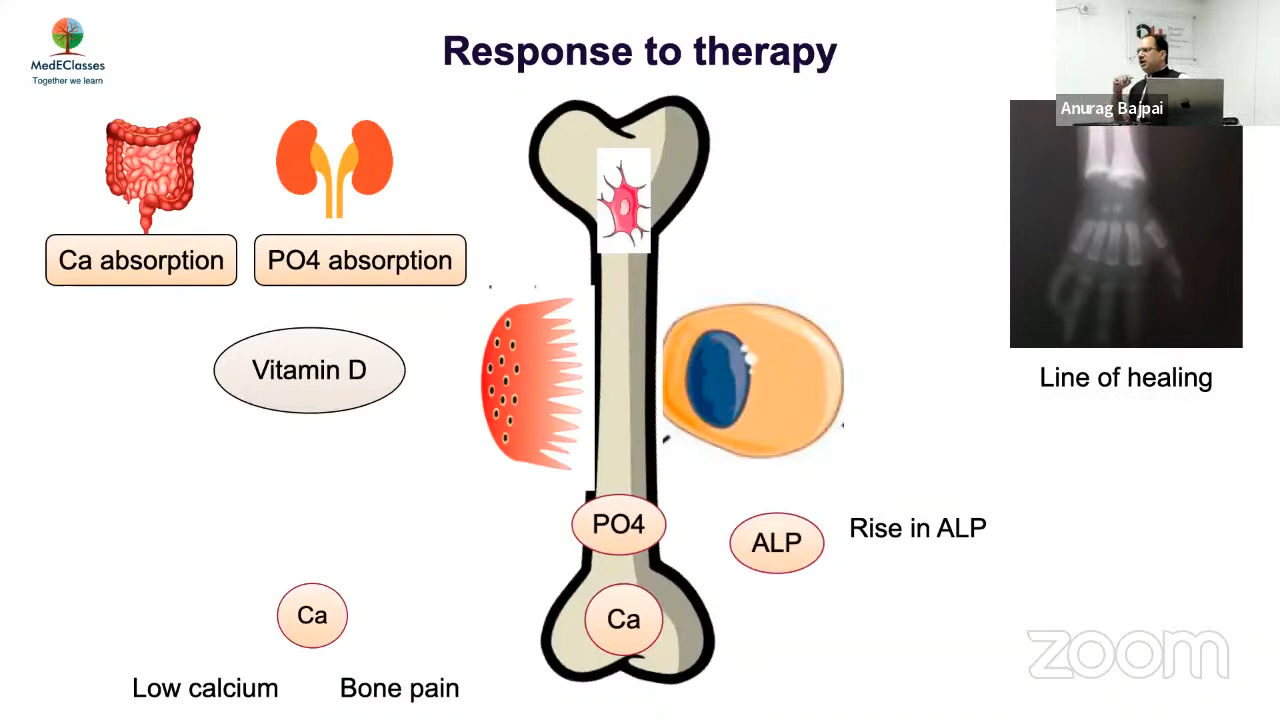 MedEClasses
Together we learn
Response to therapy
Anurag Bajpai
Ca absorption
PO4 absorption
Vitamin D
Line of healing
PO4
ALP
Rise in ALP
Ca
Ca
Low calcium
Bone pain
zoom